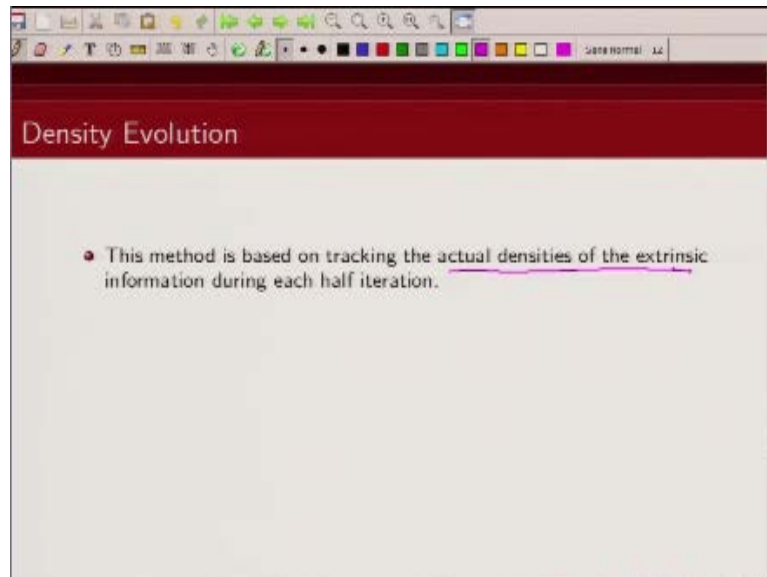 T
Sans Normal 12
Density Evolution
This method is based on tracking the actual densities of the extrinsic
information during each half iteration.